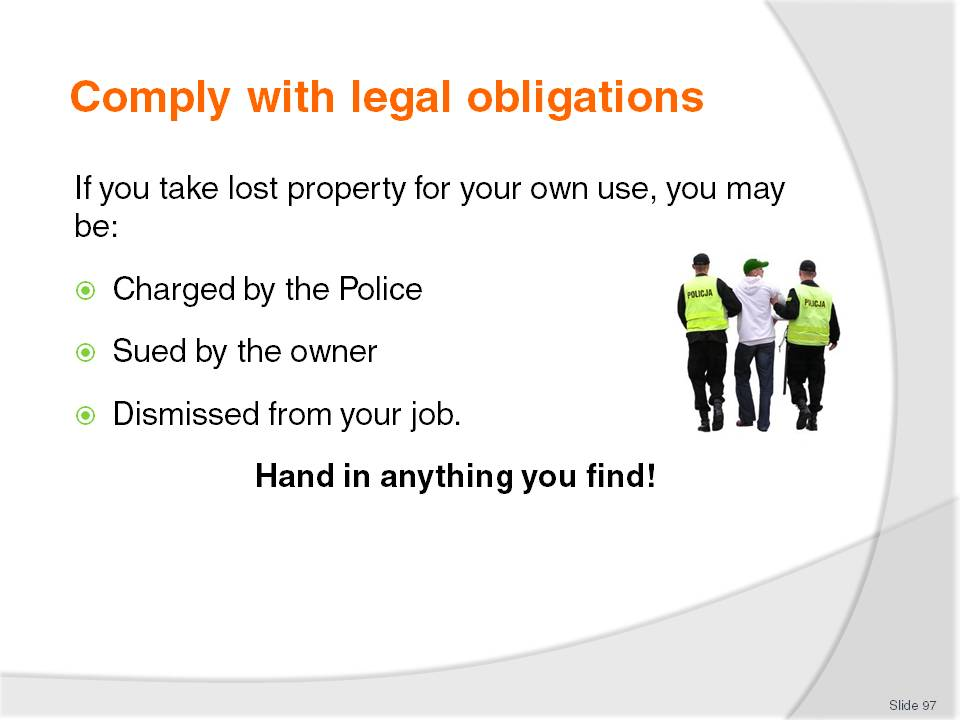 Comply with legal obligations
If you take lost property for your own use, you may
be:
Charged by the Police
Sued by the owner
Dismissed from your job.
POLICJA
POLICJA
Hand in anything you find!
Slide 97